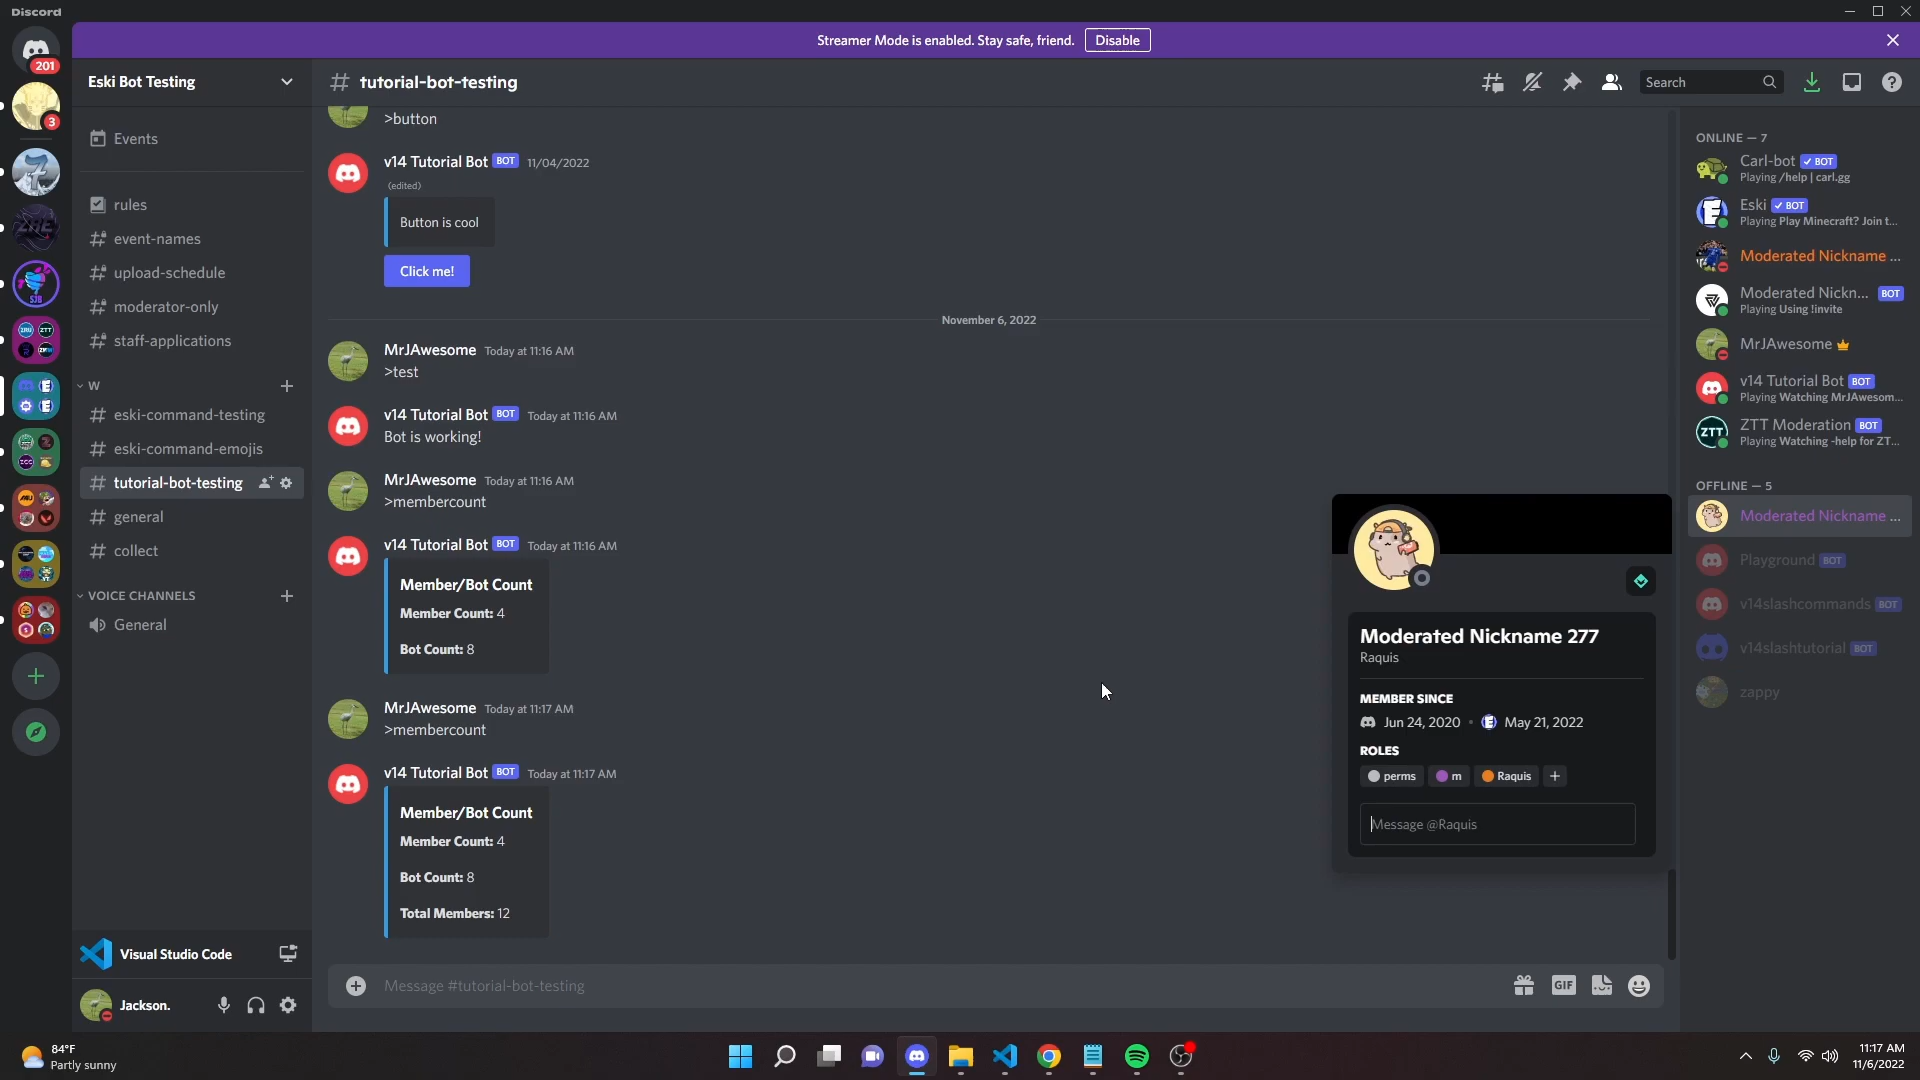 Discord
Streamer Mode is enabled. Stay safe, friend.
Disable
201
3
Eski Bot Testing
Events
rules
event-names
upload-schedule
moderator-only
staff-applications
W
eski-command-testing
eski-command-emojis
tutorial-bot-testing
general
collect
VOICE CHANNELS
General
Visual Studio Code
Jackson.
tutorial-bot-testing
Search
>button
v14 Tutorial Bot BOT 11/04/2022
(edited)
Button is cool
Click me!
November 6, 2022
MrJAwesome Today at 11:16 AM
>test
v14 Tutorial Bot BOT Today at 11:16 AM
Bot is working!
MrJAwesome Today at 11:16 AM
>membercount
v14 Tutorial Bot BOT Today at 11:16 AM
Member/Bot Count
Member Count: 4
Bot Count: 8
MrJAwesome Today at 11:17 AM
>membercount
v14 Tutorial Bot BOT Today at 11:17 AM
Member/Bot Count
Member Count: 4
Bot Count: 8
Total Members: 12
Message #tutorial-bot-testing
GIF
Moderated Nickname 277
Raquis
MEMBER SINCE
Jun 24, 2020 • May 21, 2022
ROLES
perms m Raquis +
Message @Raquis
ONLINE — 7
Carl-bot ✓ BOT
Playing /help | carl.gg
Eski ✓ BOT
Playing Play Minecraft? Join t...
Moderated Nickname ...
Moderated Nickn... BOT
Playing Using !invite
MrJAwesome
v14 Tutorial Bot BOT
Playing Watching MrJAwesom...
ZTT
ZTT Moderation BOT
Playing Watching -help for ZT...
OFFLINE — 5
Moderated Nickname ...
Playground BOT
v14slashcommands BOT
v14slashtutorial BOT
zappy
84°F
Partly sunny
11:17 AM
11/6/2022